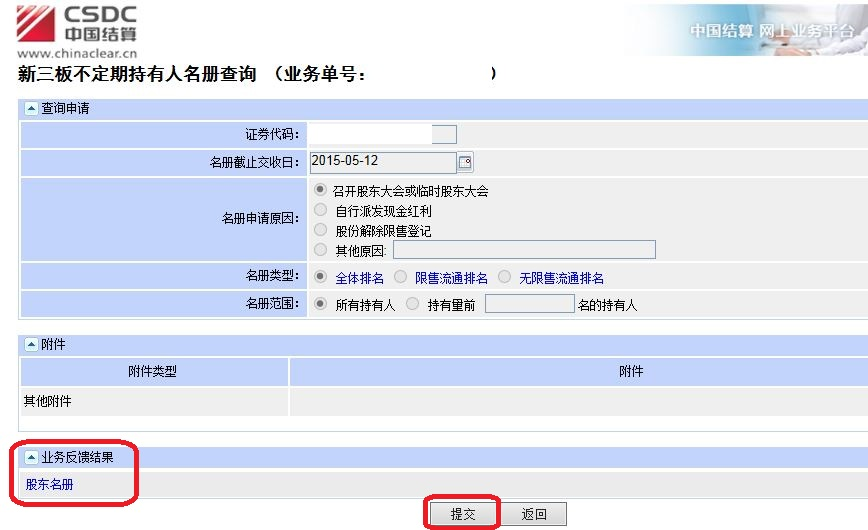 CSDC
中国结算
www.chinaclear.cn
中国结算 网上业务平台
新三板不定期持有人名册查询 （业务单号： ）
查询申请
证券代码：
名册截止交收日： 2015-05-12
名册申请原因：
召开股东大会或临时股东大会
自行派发现金红利
股份解除限售登记
其他原因:
名册类型： 全体排名 限售流通排名 无限售流通排名
名册范围： 所有持有人 持有量前 名的持有人
附件
附件类型 附件
其他附件
业务反馈结果
股东名册
提交 返回